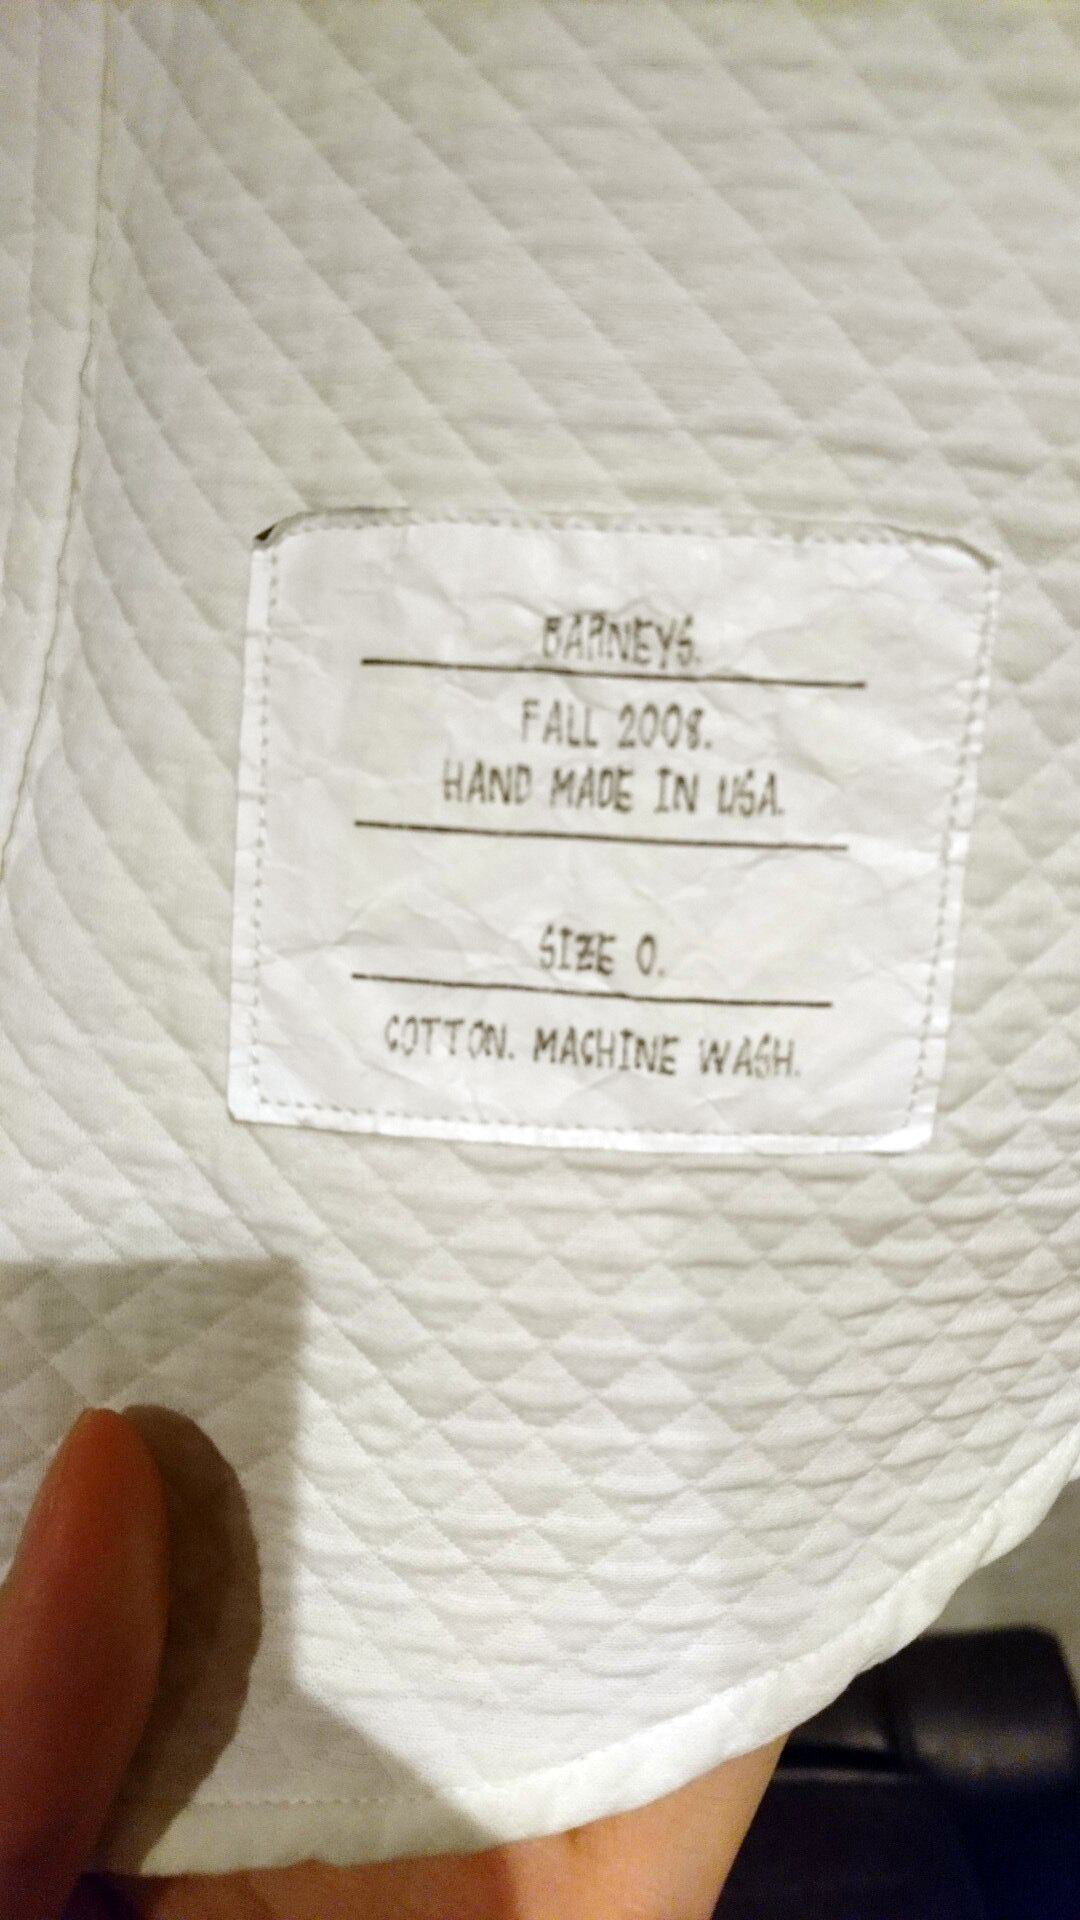 BARNEYS.
FALL 2008.
HAND MADE IN USA.
SIZE 0.
COTTON. MACHINE WASH.